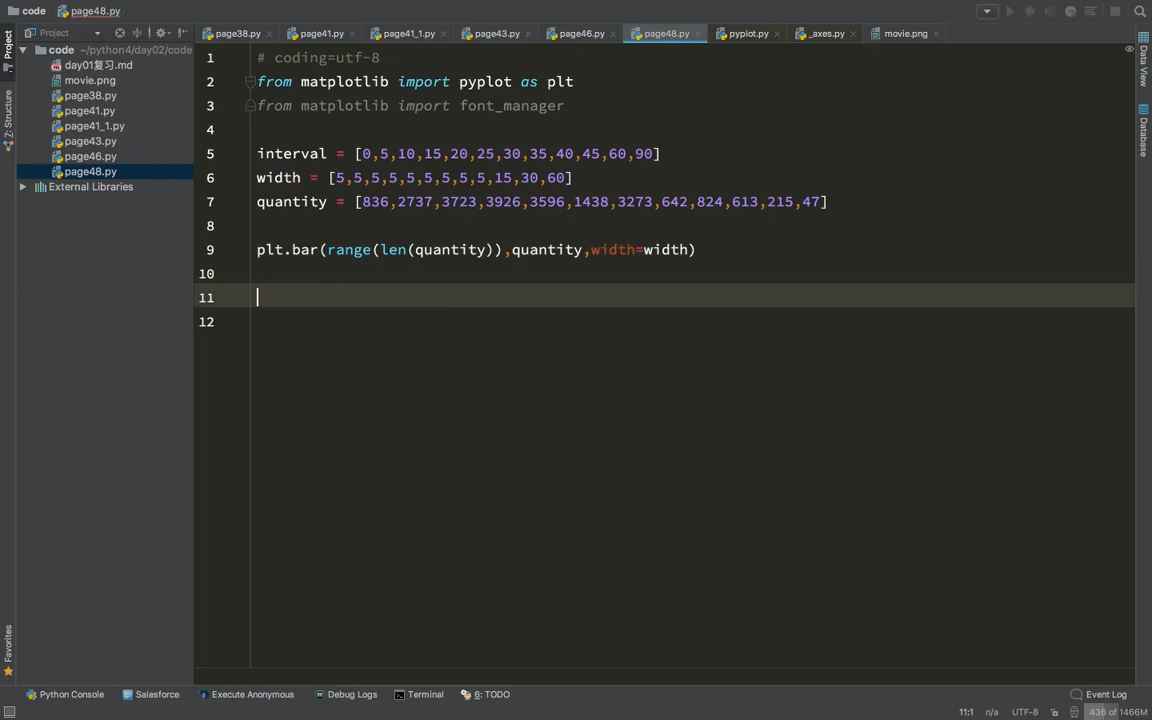 code page48.py
Project
code ~/python4/day02/code
day01复习.md
movie.png
page38.py
page41.py
page41_1.py
page43.py
page46.py
page48.py
External Libraries
page38.py page41.py page41_1.py page43.py page46.py page48.py pyplot.py _axes.py movie.png
1 # coding=utf-8
2 from matplotlib import pyplot as plt
3 from matplotlib import font_manager
4
5 interval = [0,5,10,15,20,25,30,35,40,45,60,90]
6 width = [5,5,5,5,5,5,5,5,5,15,30,60]
7 quantity = [836,2737,3723,3926,3596,1438,3273,642,824,613,215,47]
8
9 plt.bar(range(len(quantity)),quantity,width=width)
10
11
12
Project
Z: Structure
Favorites
Data View
Database
Python Console Salesforce Execute Anonymous Debug Logs Terminal 6: TODO Event Log
11:1 n/a UTF-8 436 of 1466M